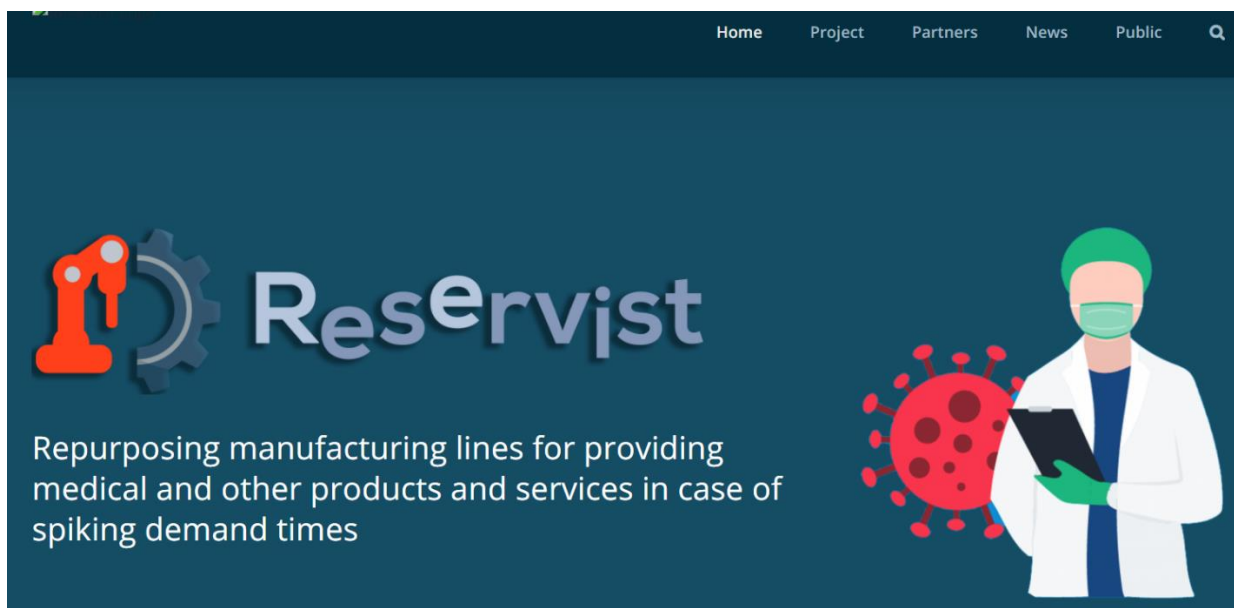 Home Project Partners News Public
Reservist
Repurposing manufacturing lines for providing
medical and other products and services in case of
spiking demand times